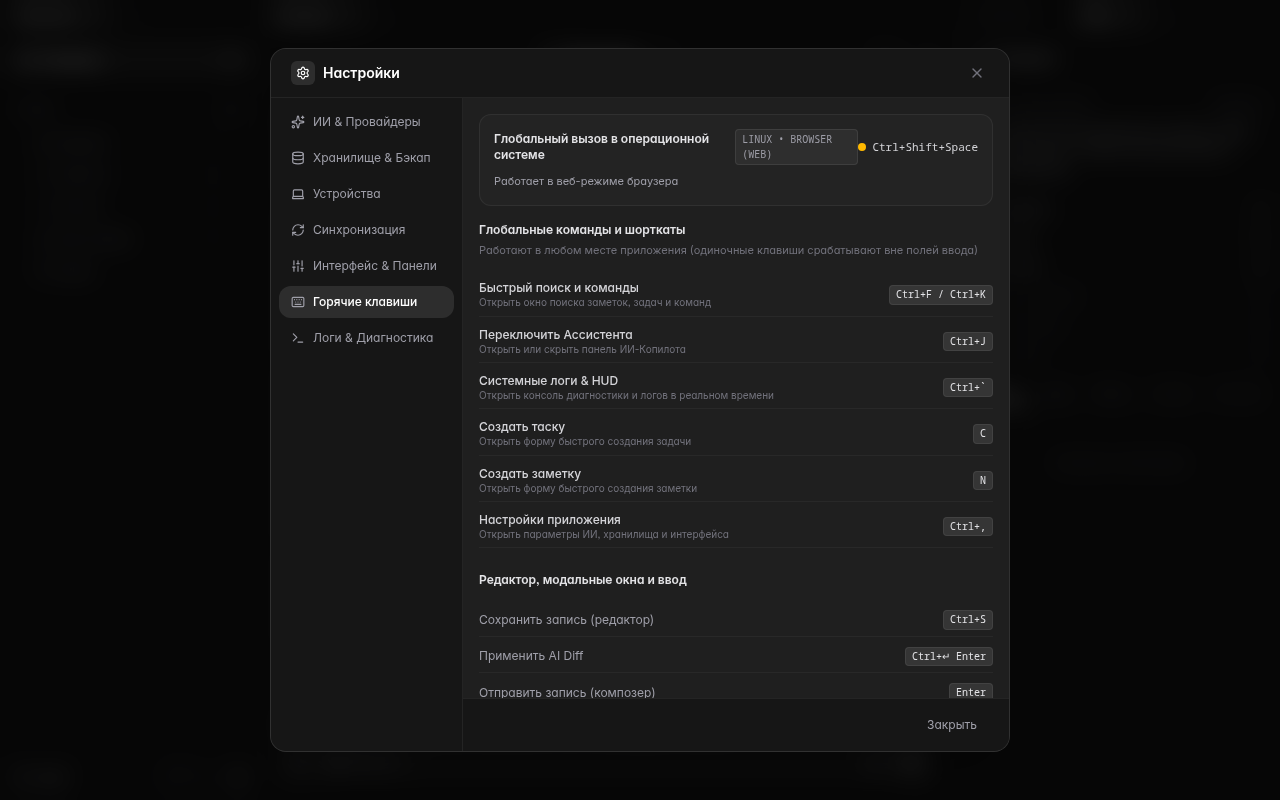 Настройки
ИИ & Провайдеры
Хранилище & Бэкап
Устройства
Синхронизация
Интерфейс & Панели
Горячие клавиши
Логи & Диагностика
Глобальный вызов в операционной
системе
LINUX • BROWSER
(WEB)
Ctrl+Shift+Space
Работает в веб-режиме браузера
Глобальные команды и шорткаты
Работают в любом месте приложения (одиночные клавиши срабатывают вне полей ввода)
Быстрый поиск и команды
Открыть окно поиска заметок, задач и команд
Ctrl+F / Ctrl+K
Переключить Ассистента
Открыть или скрыть панель ИИ-Копилота
Ctrl+J
Системные логи & HUD
Открыть консоль диагностики и логов в реальном времени
Ctrl+`
Создать таску
Открыть форму быстрого создания задачи
C
Создать заметку
Открыть форму быстрого создания заметки
N
Настройки приложения
Открыть параметры ИИ, хранилища и интерфейса
Ctrl+,
Редактор, модальные окна и ввод
Сохранить запись (редактор)
Ctrl+S
Применить AI Diff
Ctrl+↵ Enter
Отправить запись (композер)
Enter
Закрыть